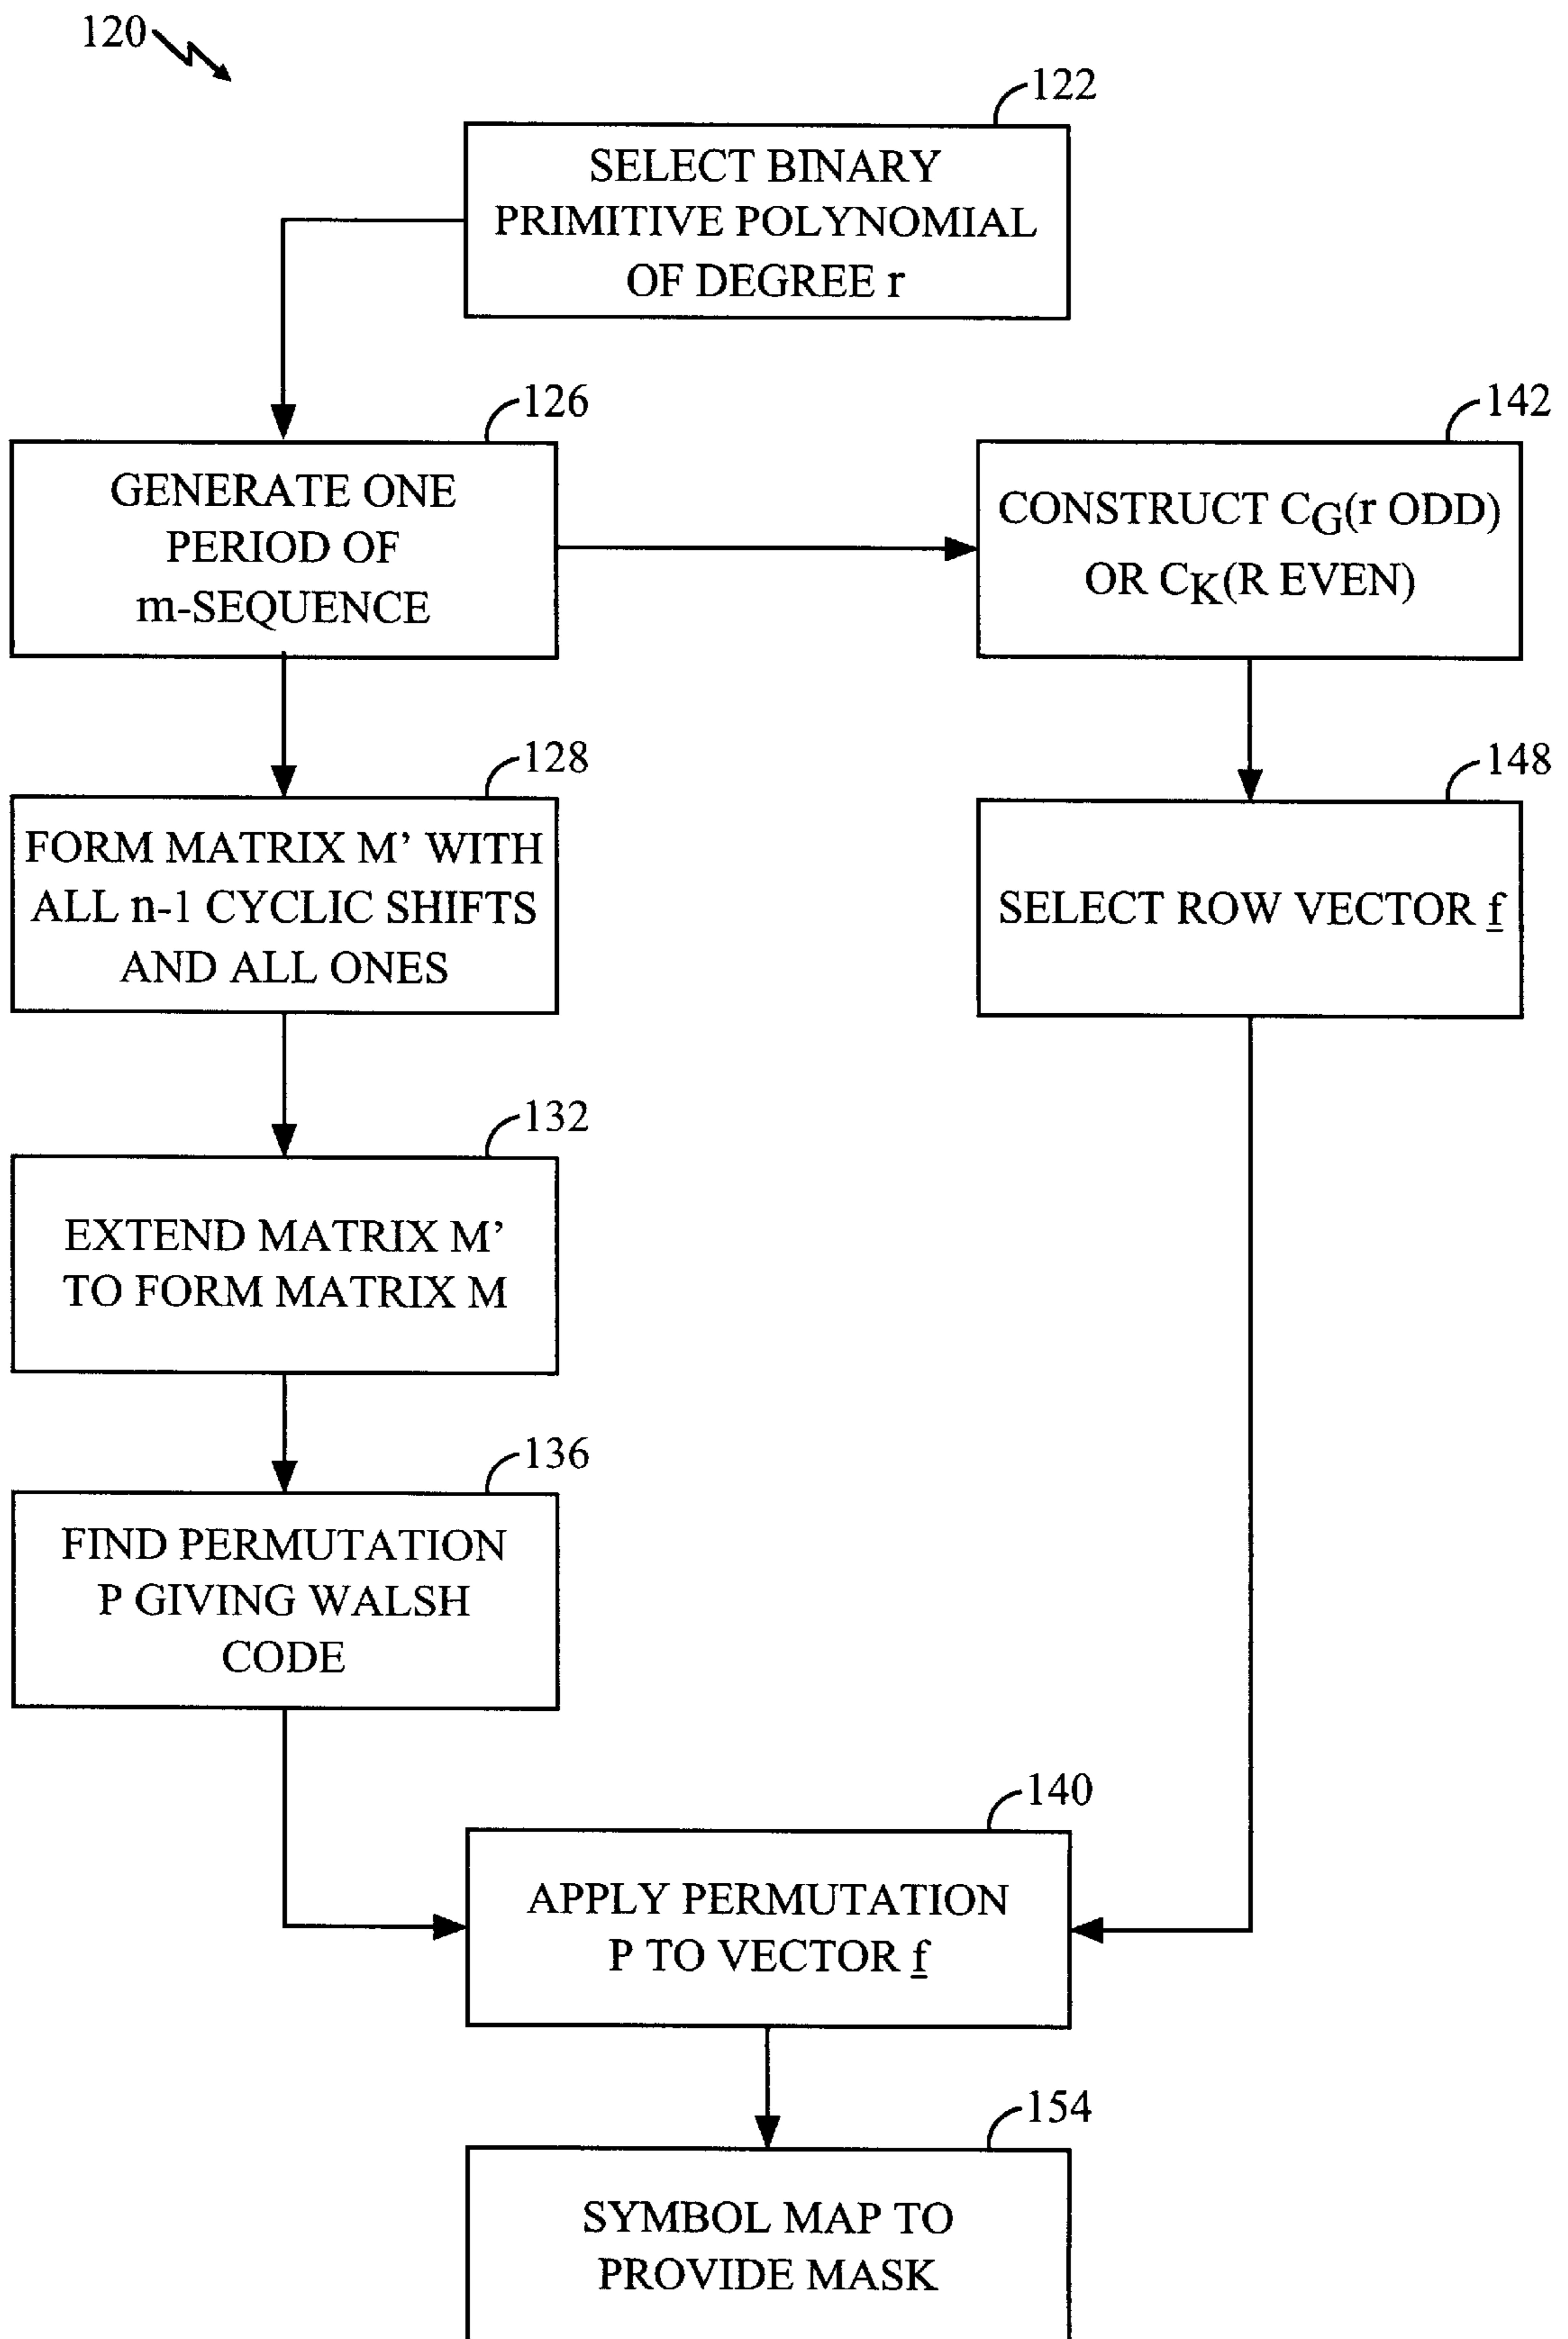 120
122
SELECT BINARY
PRIMITIVE POLYNOMIAL
OF DEGREE r
126
GENERATE ONE
PERIOD OF
m-SEQUENCE
142
CONSTRUCT CG(r ODD)
OR CK(R EVEN)
128
FORM MATRIX M' WITH
ALL n-1 CYCLIC SHIFTS
AND ALL ONES
148
SELECT ROW VECTOR f
132
EXTEND MATRIX M'
TO FORM MATRIX M
136
FIND PERMUTATION
P GIVING WALSH
CODE
140
APPLY PERMUTATION
P TO VECTOR f
154
SYMBOL MAP TO
PROVIDE MASK